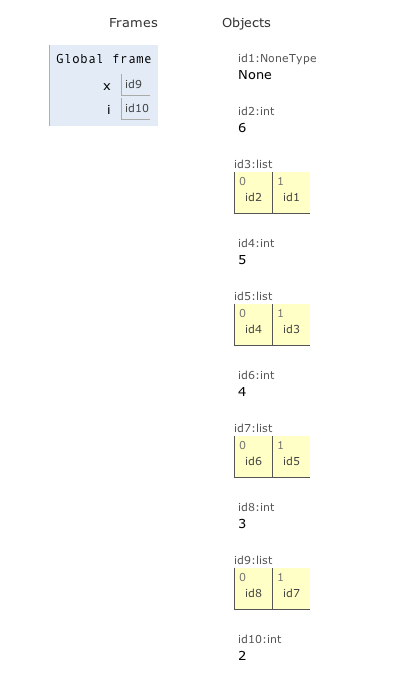 Frames Objects
Global frame
x id9
i id10
id1:NoneType
None
id2:int
6
id3:list
0 1
id2 id1
id4:int
5
id5:list
0 1
id4 id3
id6:int
4
id7:list
0 1
id6 id5
id8:int
3
id9:list
0 1
id8 id7
id10:int
2